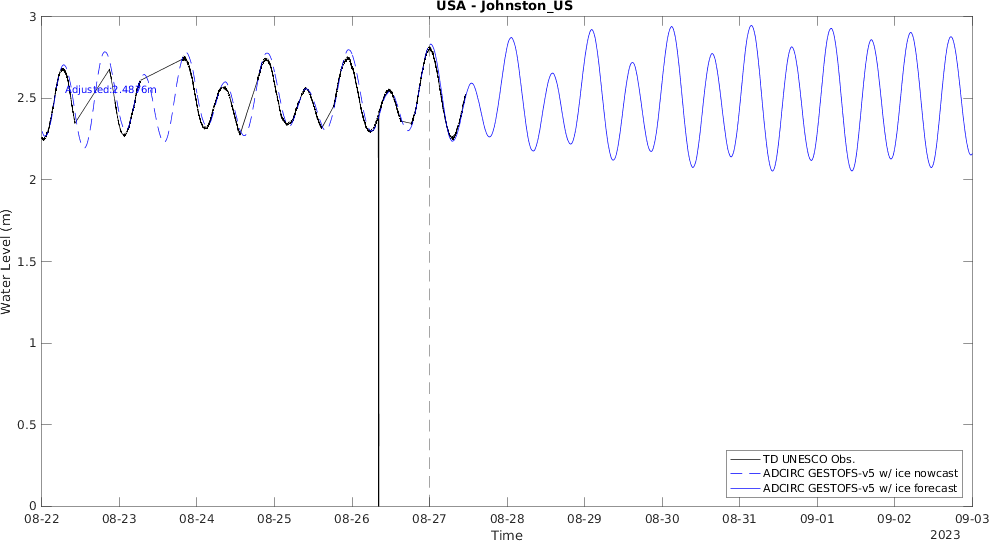 USA - Johnston_US
3
2.5
2
1.5
1
0.5
0
Water Level (m)
Adjusted:2.4876m
TD UNESCO Obs.
ADCIRC GESTOFS-v5 w/ ice nowcast
ADCIRC GESTOFS-v5 w/ ice forecast
08-22 08-23 08-24 08-25 08-26 08-27 08-28 08-29 08-30 08-31 09-01 09-02 09-03
Time
2023